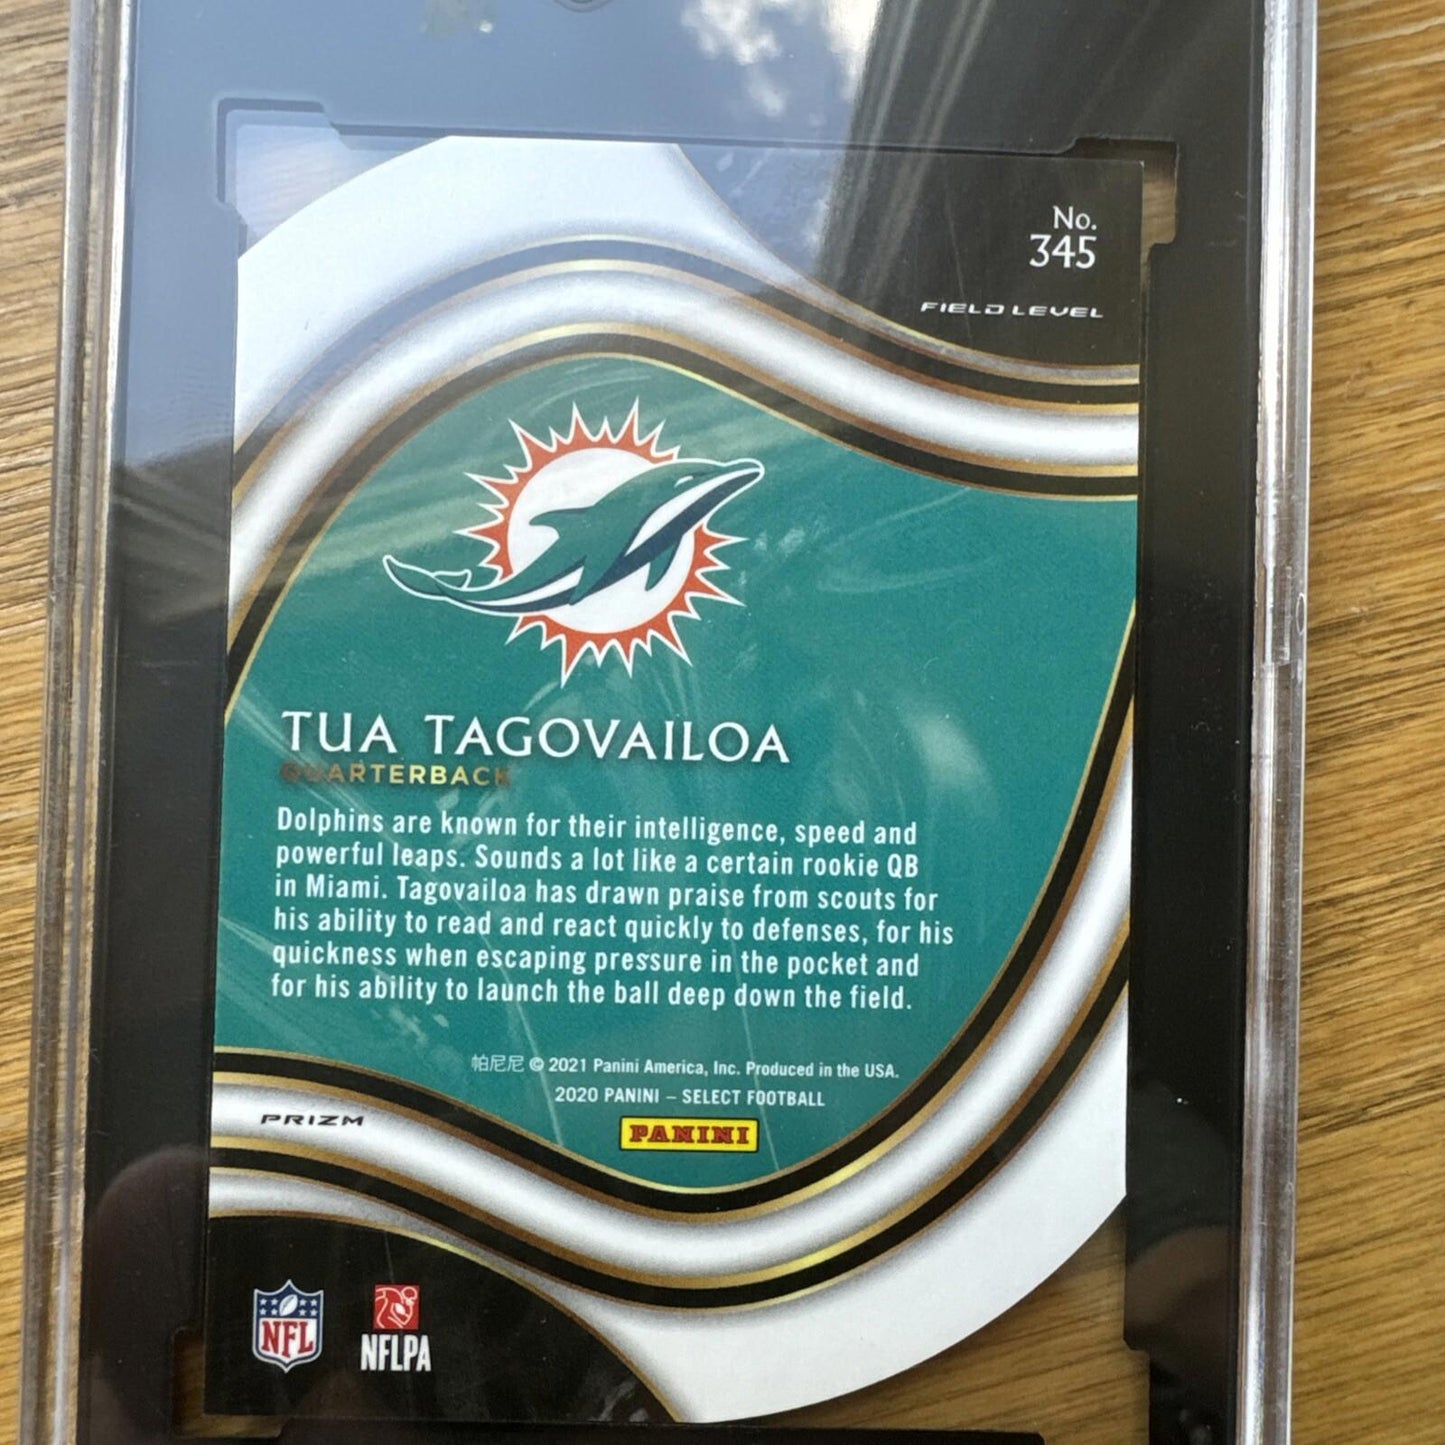 No.
345
FIELD LEVEL
TUA TAGOVAILOA
QUARTERBACK
Dolphins are known for their intelligence, speed and
powerful leaps. Sounds a lot like a certain rookie QB
in Miami. Tagovailoa has drawn praise from scouts for
his ability to read and react quickly to defenses, for his
quickness when escaping pressure in the pocket and
for his ability to launch the ball deep down the field.
帕尼尼 © 2021 Panini America, Inc. Produced in the USA.
2020 PANINI – SELECT FOOTBALL
PRIZM
PANINI
NFL
NFLPA